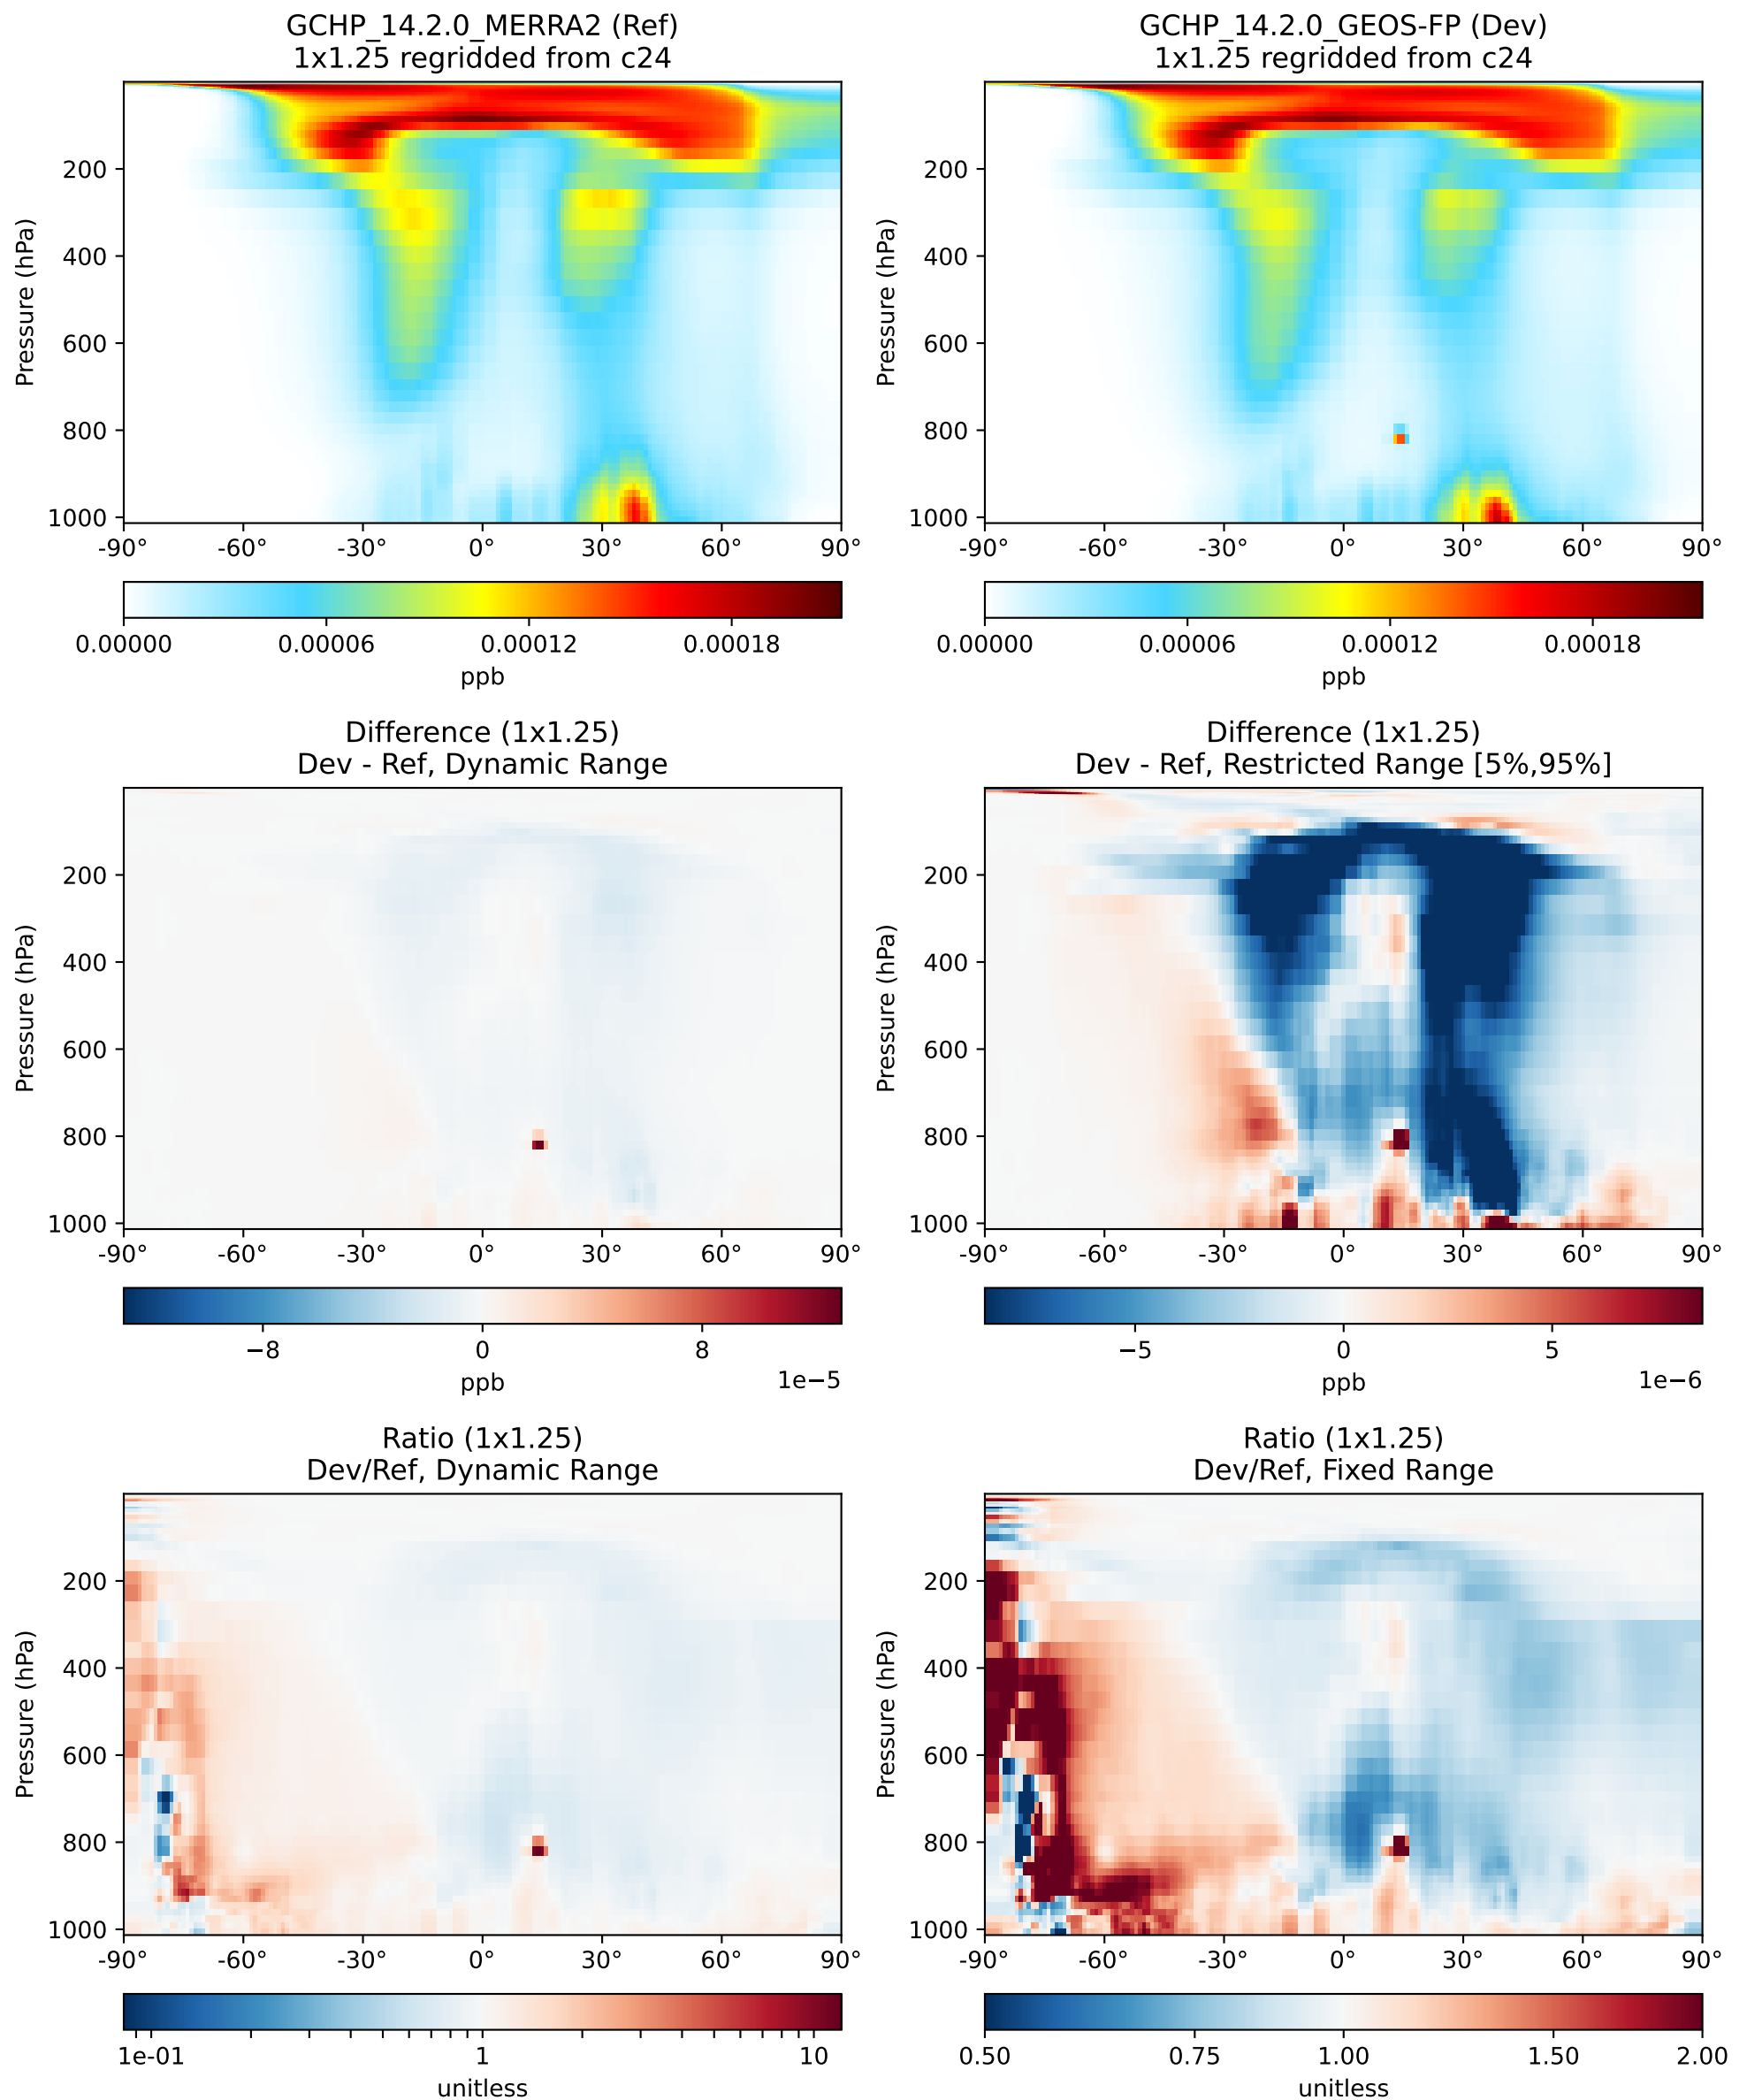 GCHP_14.2.0_MERRA2 (Ref)
1x1.25 regridded from c24
Pressure (hPa)
200
400
600
800
1000
-90° -60° -30° 0° 30° 60° 90°
0.00000 0.00006 0.00012 0.00018
ppb
GCHP_14.2.0_GEOS-FP (Dev)
1x1.25 regridded from c24
Pressure (hPa)
200
400
600
800
1000
-90° -60° -30° 0° 30° 60° 90°
0.00000 0.00006 0.00012 0.00018
ppb
Difference (1x1.25)
Dev - Ref, Dynamic Range
Pressure (hPa)
200
400
600
800
1000
-90° -60° -30° 0° 30° 60° 90°
−8 0 8
ppb 1e−5
Difference (1x1.25)
Dev - Ref, Restricted Range [5%,95%]
Pressure (hPa)
200
400
600
800
1000
-90° -60° -30° 0° 30° 60° 90°
−5 0 5
ppb 1e−6
Ratio (1x1.25)
Dev/Ref, Dynamic Range
Pressure (hPa)
200
400
600
800
1000
-90° -60° -30° 0° 30° 60° 90°
1e-01 1 10
unitless
Ratio (1x1.25)
Dev/Ref, Fixed Range
Pressure (hPa)
200
400
600
800
1000
-90° -60° -30° 0° 30° 60° 90°
0.50 0.75 1.00 1.50 2.00
unitless